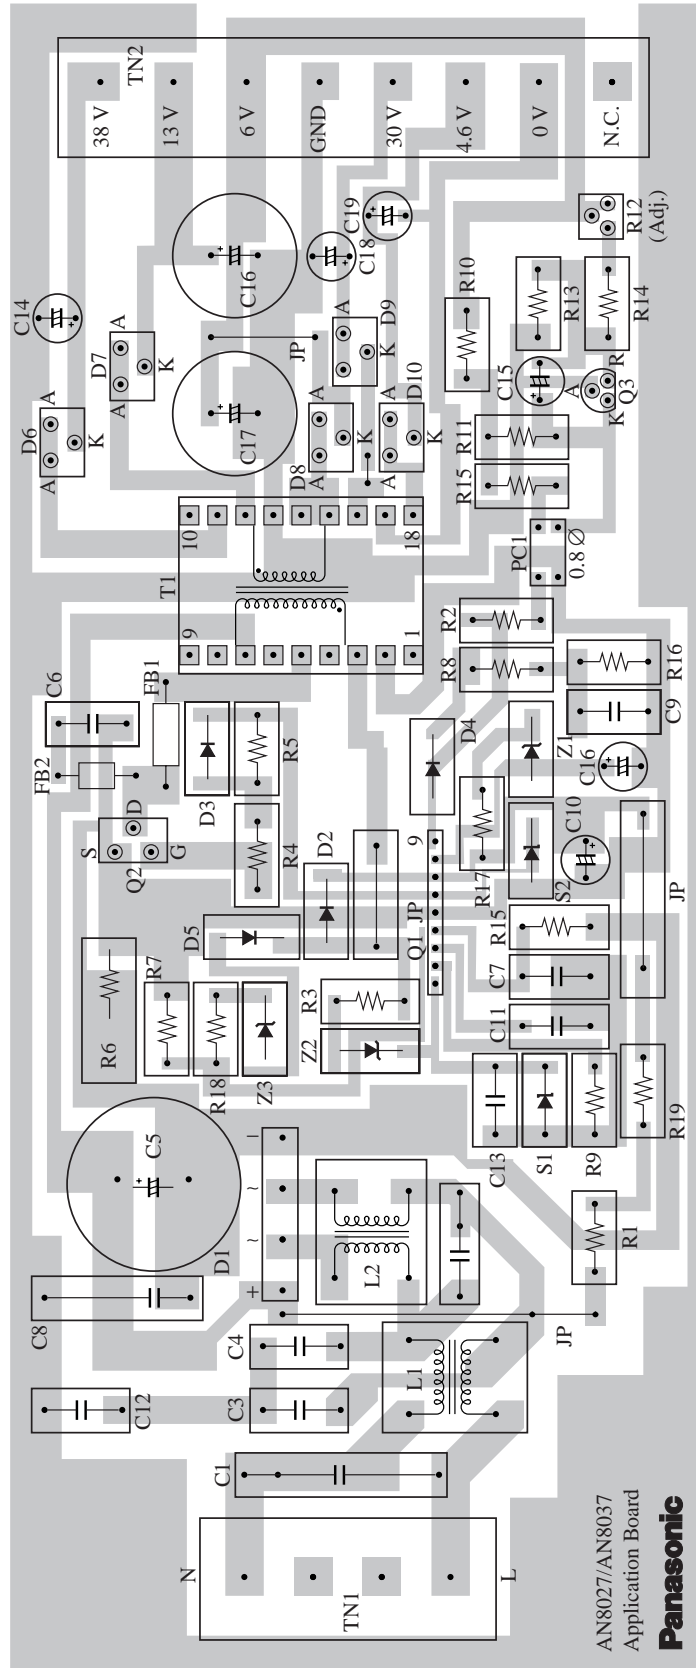 TN2
38 V
13 V
6 V
GND
30 V
4.6 V
0 V
N.C.
C14
C16
C18
C19
R12
(Adj.)
R10
R13
R14
D7
A
A
K
D6
A
A
K
C17
JP
D9
A
K
D8
A
A
K
D10
A
K
C15
A
R
K
Q3
R11
R15
T1
10
18
9
1
PC1
0.8 Ø
R2
R8
R16
C9
C6
FB1
FB2
D3
R5
D4
Z1
C16
S
D
G
Q2
R4
D2
R17
S2
C10
9
JP
Q1
JP
D5
R15
C7
C11
R6
R7
R18
Z3
R3
Z2
C13
S1
R9
R19
C5
D1
−
~
~
+
L2
R1
JP
C8
C4
C12
C3
L1
C1
N
TN1
L
AN8027/AN8037
Application Board
Panasonic